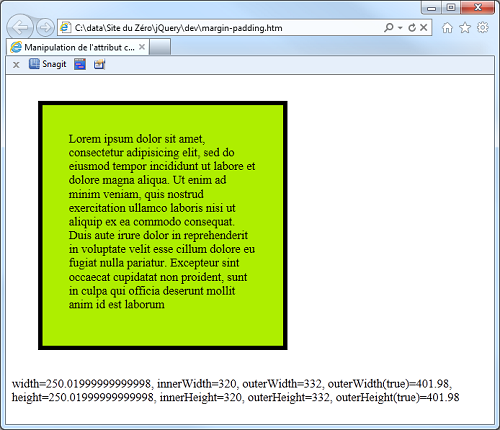 C:\data\Site du Zéro\jQuery\dev\margin-padding.htm
Manipulation de l'attribut c...
Snagit
Lorem ipsum dolor sit amet,
consectetur adipisicing elit, sed do
eiusmod tempor incididunt ut labore et
dolore magna aliqua. Ut enim ad
minim veniam, quis nostrud
exercitation ullamco laboris nisi ut
aliquip ex ea commodo consequat.
Duis aute irure dolor in reprehenderit
in voluptate velit esse cillum dolore eu
fugiat nulla pariatur. Excepteur sint
occaecat cupidatat non proident, sunt
in culpa qui officia deserunt mollit
anim id est laborum
width=250.01999999999998, innerWidth=320, outerWidth=332, outerWidth(true)=401.98,
height=250.01999999999998, innerHeight=320, outerHeight=332, outerHeight(true)=401.98